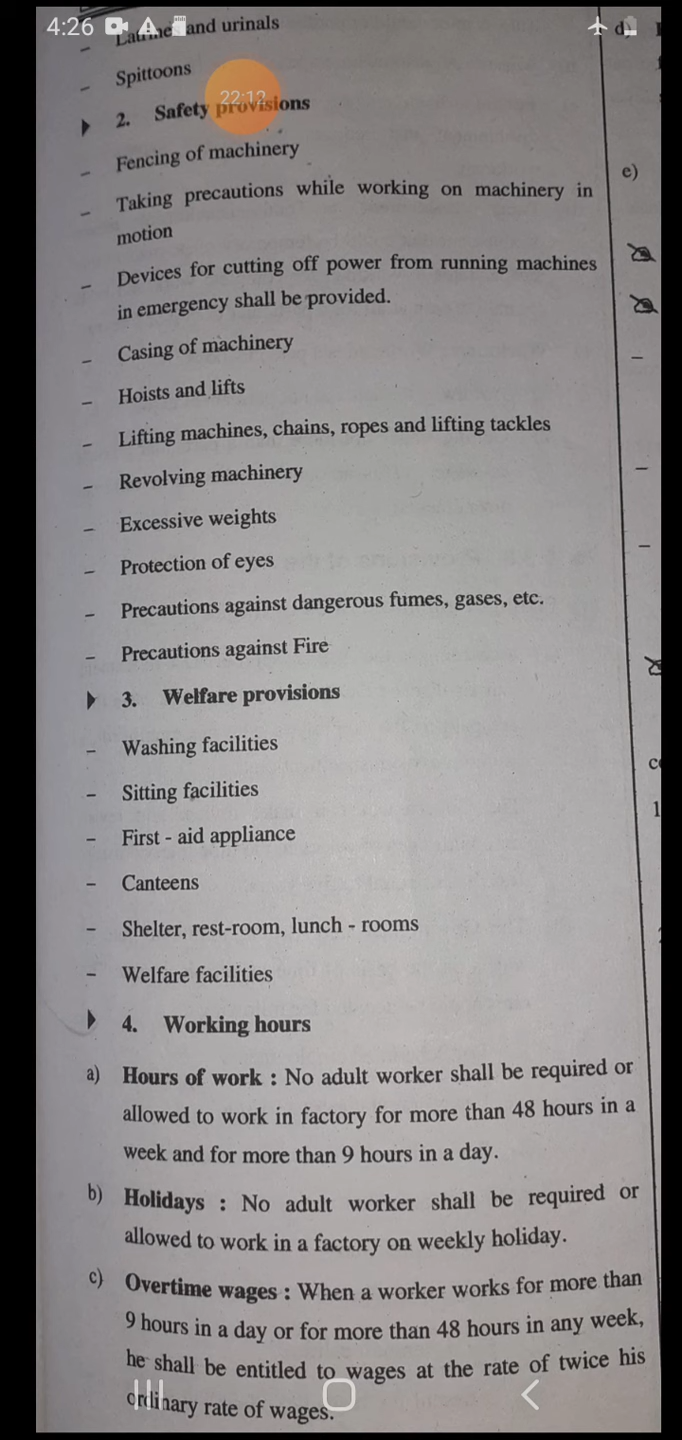 4:26
– Latrines and urinals
– Spittoons
22:12
▶ 2. Safety provisions
– Fencing of machinery
– Taking precautions while working on machinery in
motion
– Devices for cutting off power from running machines
in emergency shall be provided.
– Casing of machinery
– Hoists and lifts
– Lifting machines, chains, ropes and lifting tackles
– Revolving machinery
– Excessive weights
– Protection of eyes
– Precautions against dangerous fumes, gases, etc.
– Precautions against Fire
▶ 3. Welfare provisions
– Washing facilities
– Sitting facilities
– First - aid appliance
– Canteens
– Shelter, rest-room, lunch - rooms
– Welfare facilities
▶ 4. Working hours
a) Hours of work : No adult worker shall be required or
allowed to work in factory for more than 48 hours in a
week and for more than 9 hours in a day.
b) Holidays : No adult worker shall be required or
allowed to work in a factory on weekly holiday.
c) Overtime wages : When a worker works for more than
9 hours in a day or for more than 48 hours in any week,
he shall be entitled to wages at the rate of twice his
ordinary rate of wages.
d)
e)
–
–
–
1